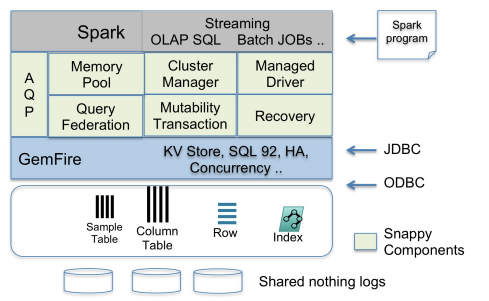 Spark
Streaming
OLAP SQL Batch JOBs ..
Spark
program
A
Q
P
Memory
Pool
Cluster
Manager
Managed
Driver
Query
Federation
Mutability
Transaction
Recovery
GemFire
KV Store, SQL 92, HA,
Concurrency ..
JDBC
ODBC
Sample
Table
Column
Table
Row
Index
Snappy
Components
Shared nothing logs